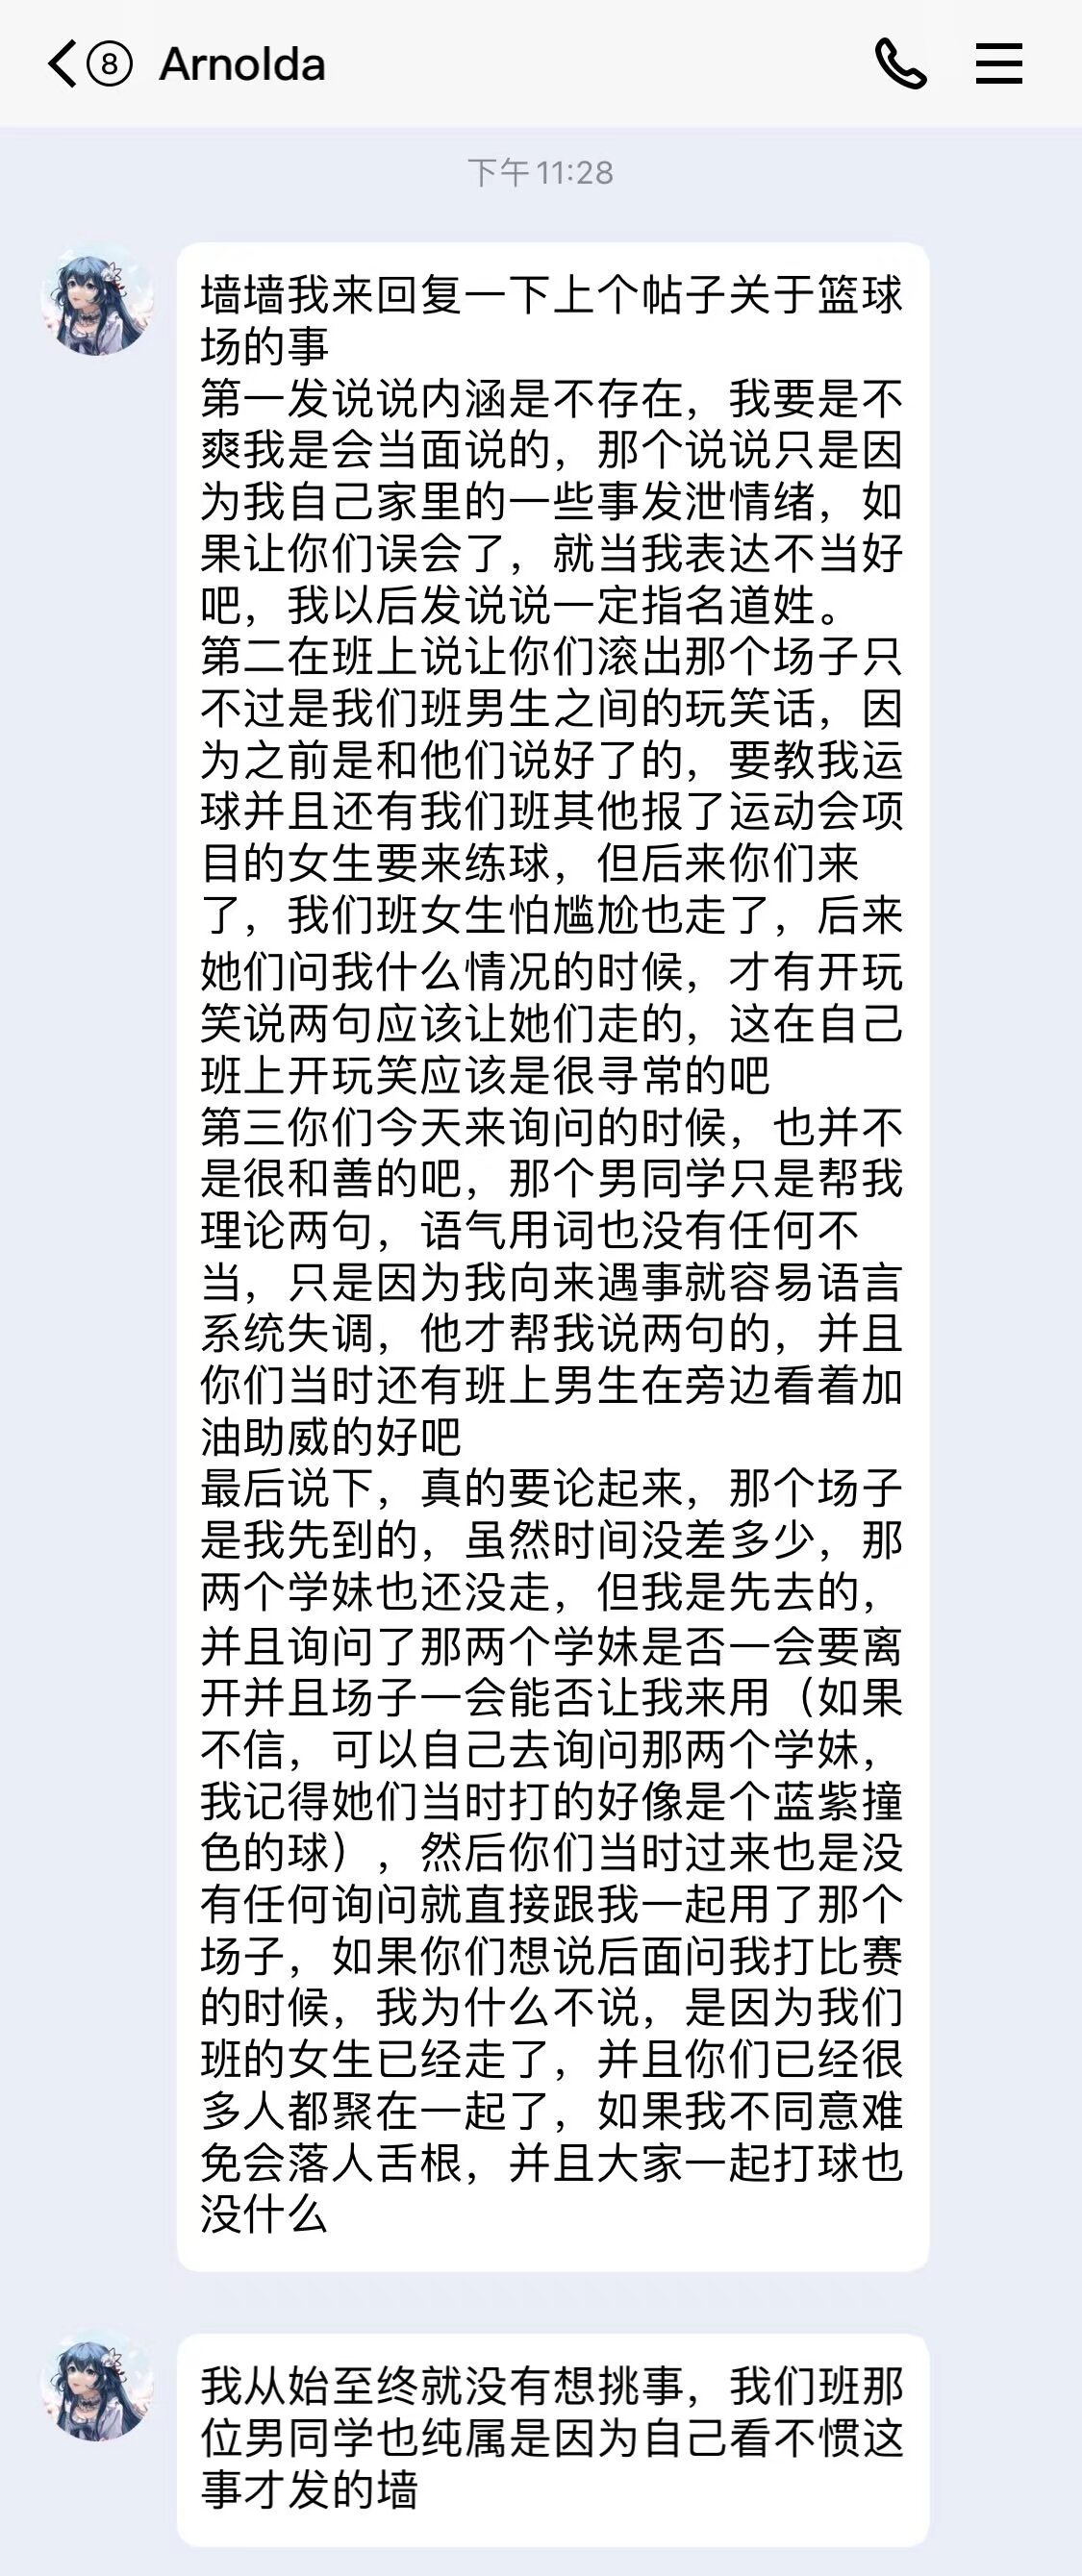 8
Arnolda
下午11:28
墙墙我来回复一下上个帖子关于篮球
场的事
第一发说说内涵是不存在，我要是不
爽我是会当面说的，那个说说只是因
为我自己家里的一些事发泄情绪，如
果让你们误会了，就当我表达不当好
吧，我以后发说说一定指名道姓。
第二在班上说让你们滚出那个场子只
不过是我们班男生之间的玩笑话，因
为之前是和他们说好了的，要教我运
球并且还有我们班其他报了运动会项
目的女生要来练球，但后来你们来
了，我们班女生怕尴尬也走了，后来
她们问我什么情况的时候，才有开玩
笑说两句应该让她们走的，这在自己
班上开玩笑应该是很寻常的吧
第三你们今天来询问的时候，也并不
是很和善的吧，那个男同学只是帮我
理论两句，语气用词也没有任何不
当，只是因为我向来遇事就容易语言
系统失调，他才帮我说两句的，并且
你们当时还有班上男生在旁边看着加
油助威的好吧
最后说下，真的要论起来，那个场子
是我先到的，虽然时间没差多少，那
两个学妹也还没走，但我是先去的，
并且询问了那两个学妹是否一会要离
开并且场子一会能否让我来用（如果
不信，可以自己去询问那两个学妹，
我记得她们当时打的好像是个蓝紫撞
色的球），然后你们当时过来也是没
有任何询问就直接跟我一起用了那个
场子，如果你们想说后面问我打比赛
的时候，我为什么不说，是因为我们
班的女生已经走了，并且你们已经很
多人都聚在一起了，如果我不同意难
免会落人舌根，并且大家一起打球也
没什么
我从始至终就没有想挑事，我们班那
位男同学也纯属是因为自己看不惯这
事才发的墙